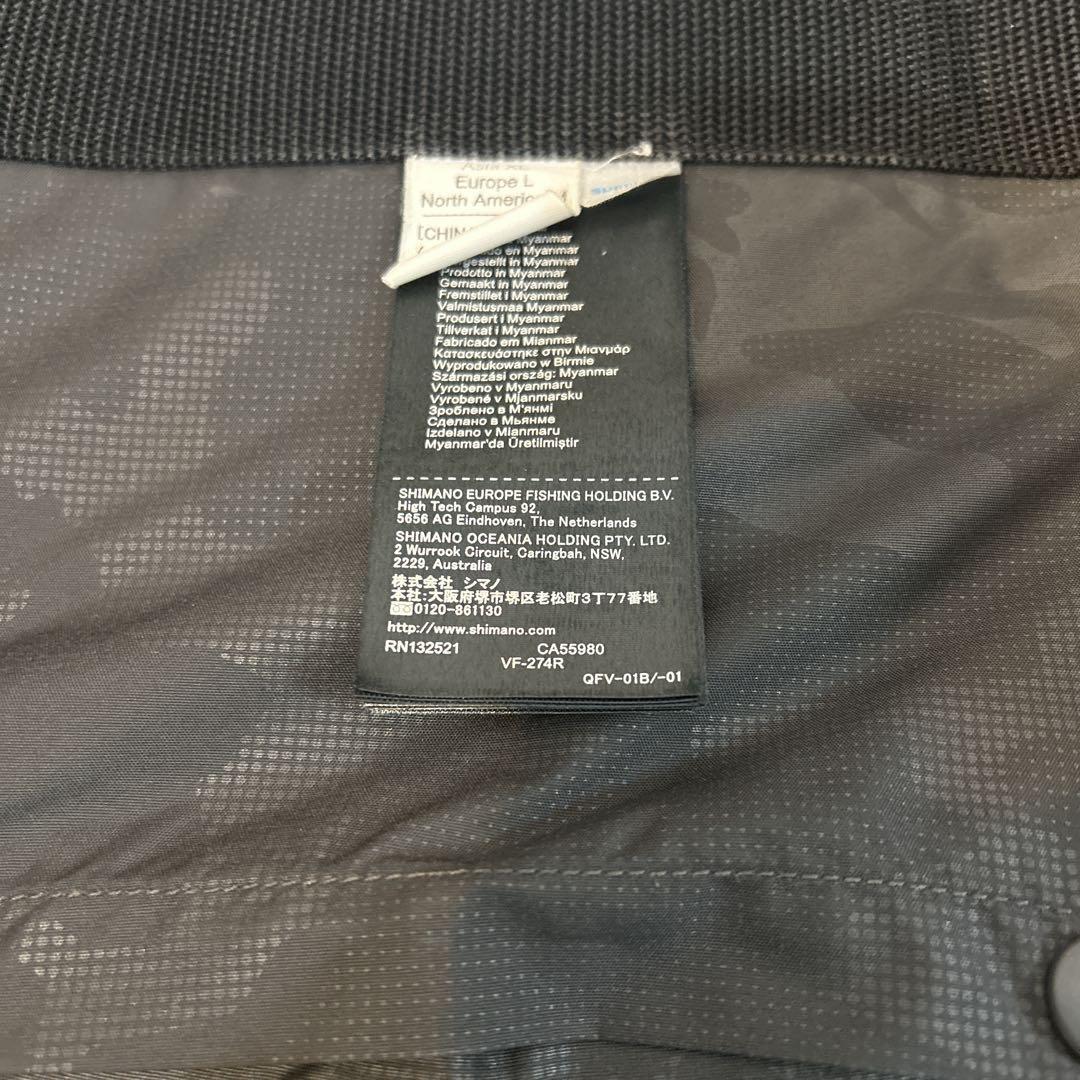 Europe L
North America
Myanmar
en Myanmar
in Myanmar
Prodotto in Myanmar
Gemaakt in Myanmar
Fremstillet i Myanmar
Valmistusmaa Myanmar
Produsert i Myanmar
Tillverkat i Myanmar
Fabricado em Mianmar
Κατασκευάστηκε στην Μιανμάρ
Wyprodukowano w Birmie
Származási ország: Myanmar
Vyrobeno v Myanmaru
Vyrobené v Mjanmarsku
Зроблено в М'янмі
Сделано в Мьянме
Izdelano v Mianmaru
Myanmar'da Üretilmiştir
SHIMANO EUROPE FISHING HOLDING B.V.
High Tech Campus 92,
5656 AG Eindhoven, The Netherlands
SHIMANO OCEANIA HOLDING PTY. LTD.
2 Wurrook Circuit, Caringbah, NSW,
2229, Australia
株式会社 シマノ
本社:大阪府堺市堺区老松町3丁77番地
0120-861130
http://www.shimano.com
RN132521 CA55980
VF-274R
QFV-01B/-01